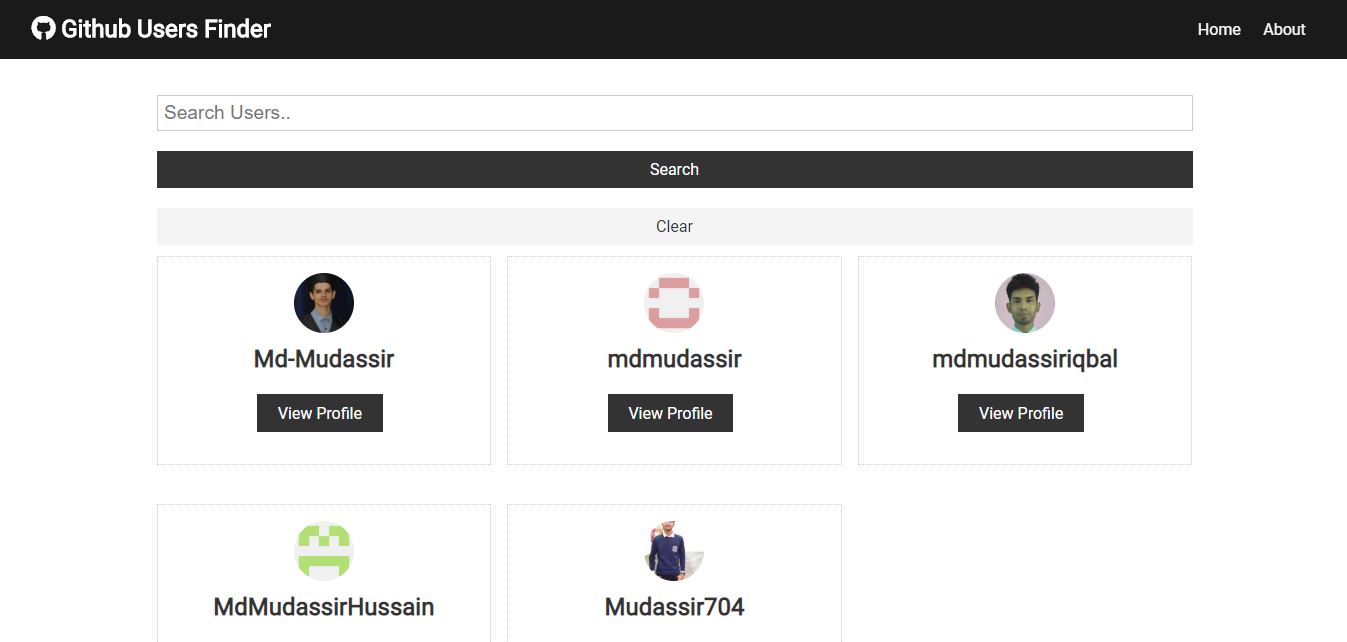 Github Users Finder
Home About
Search Users..
Search
Clear
Md-Mudassir
mdmudassir
mdmudassiriqbal
View Profile
View Profile
View Profile
MdMudassirHussain
Mudassir704